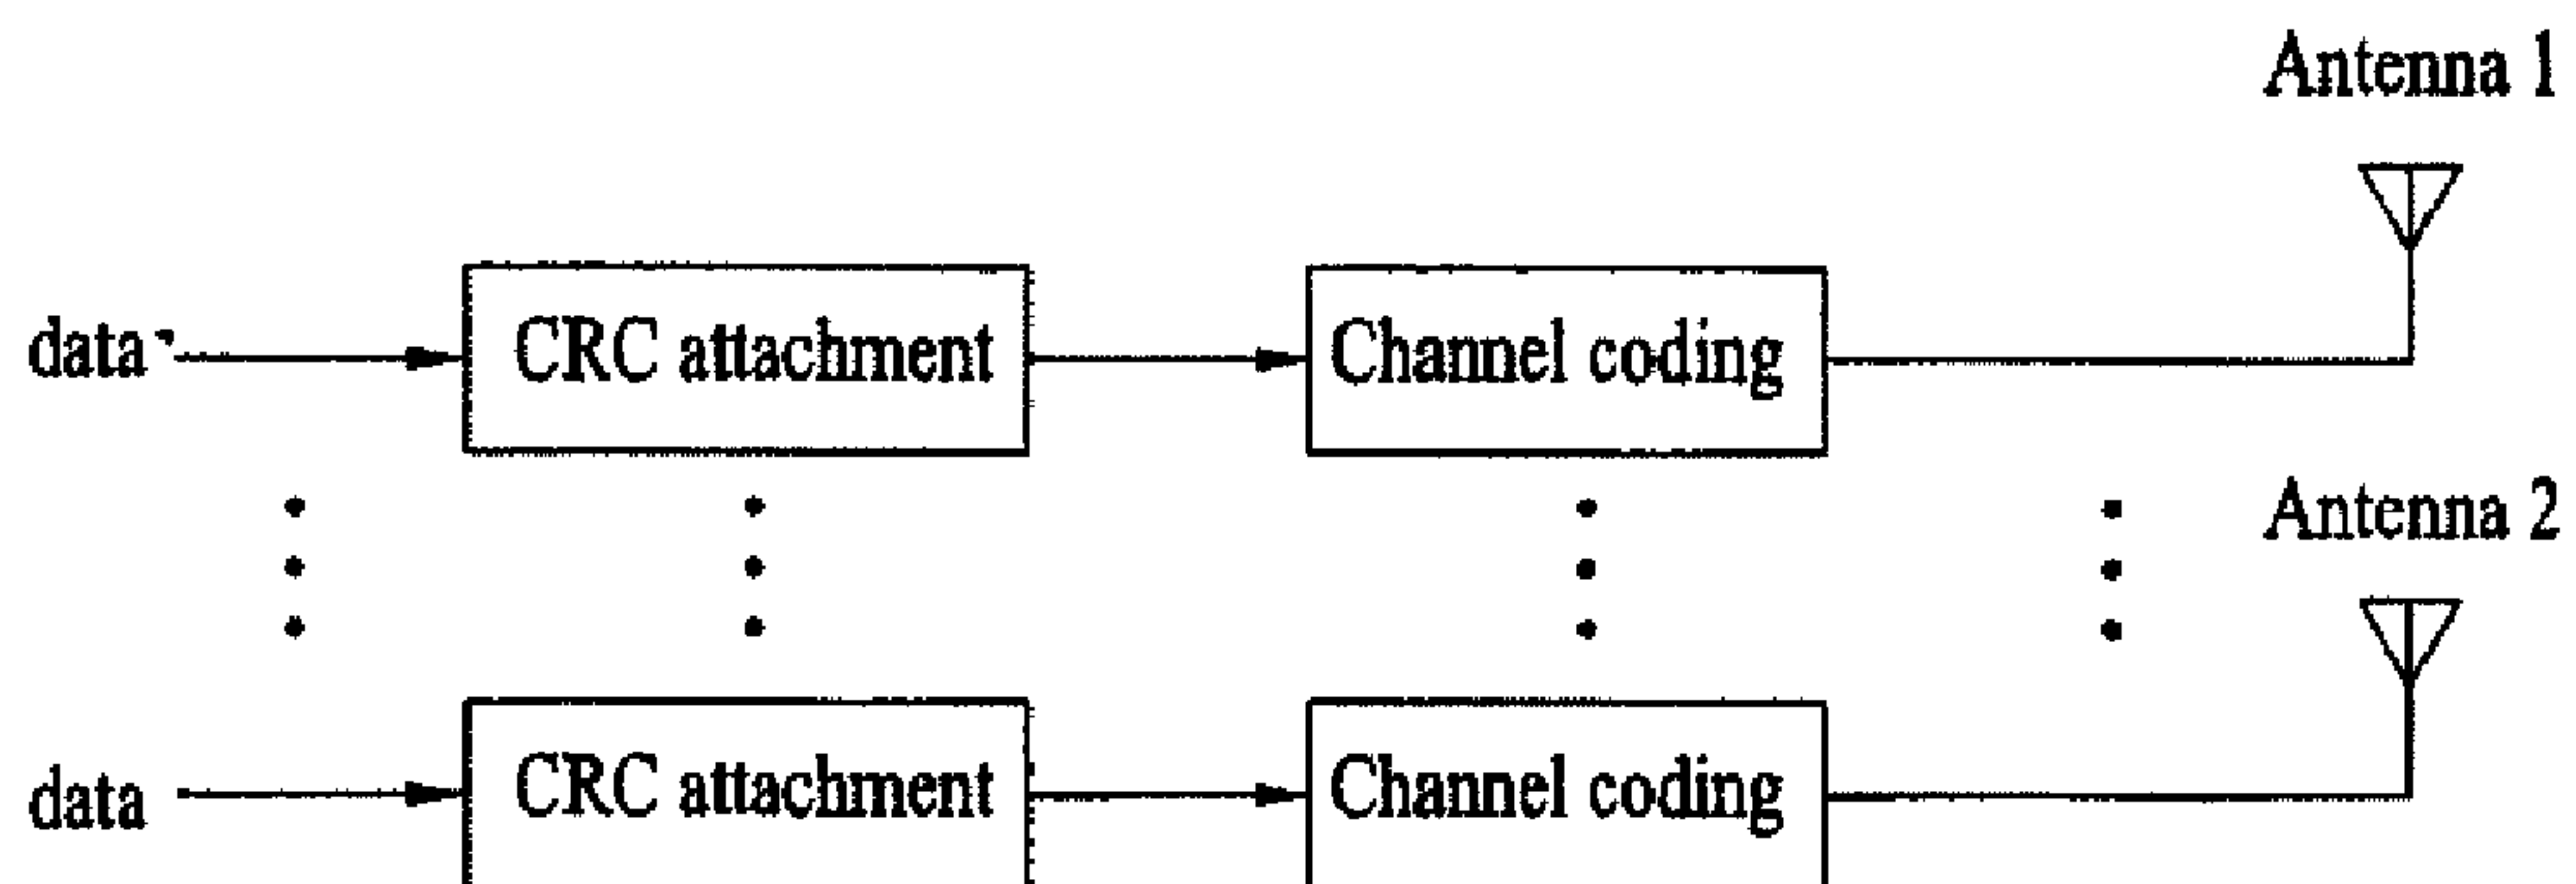 Antenna 1
data CRC attachment Channel coding
Antenna 2
data CRC attachment Channel coding